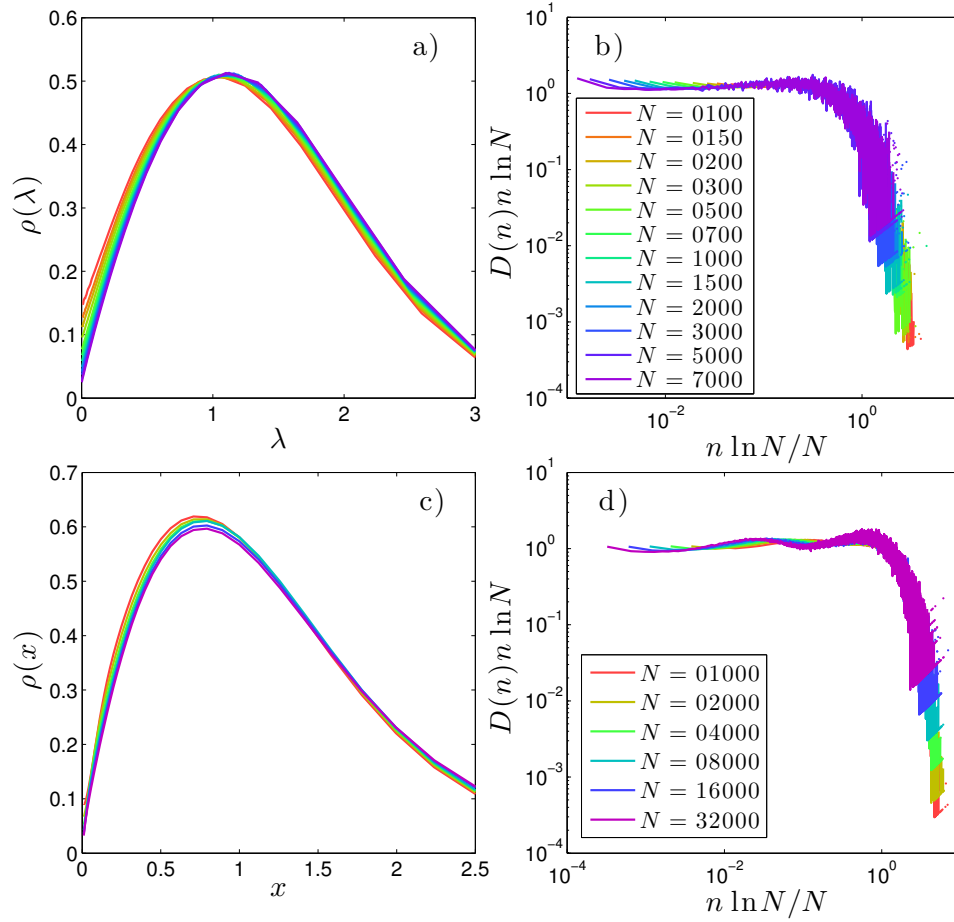 a)
0.6
0.5
0.4
0.3
0.2
0.1
0
0 1 2 3
ρ(λ)
λ
b)
10^1
10^0
10^−1
10^−2
10^−3
10^−4
10^−2 10^0
D(n)n ln N
n ln N/N
N = 0100
N = 0150
N = 0200
N = 0300
N = 0500
N = 0700
N = 1000
N = 1500
N = 2000
N = 3000
N = 5000
N = 7000
c)
0.7
0.6
0.5
0.4
0.3
0.2
0.1
0
0 0.5 1 1.5 2 2.5
ρ(x)
x
d)
10^1
10^0
10^−1
10^−2
10^−3
10^−4
10^−4 10^−2 10^0
D(n)n ln N
n ln N/N
N = 01000
N = 02000
N = 04000
N = 08000
N = 16000
N = 32000